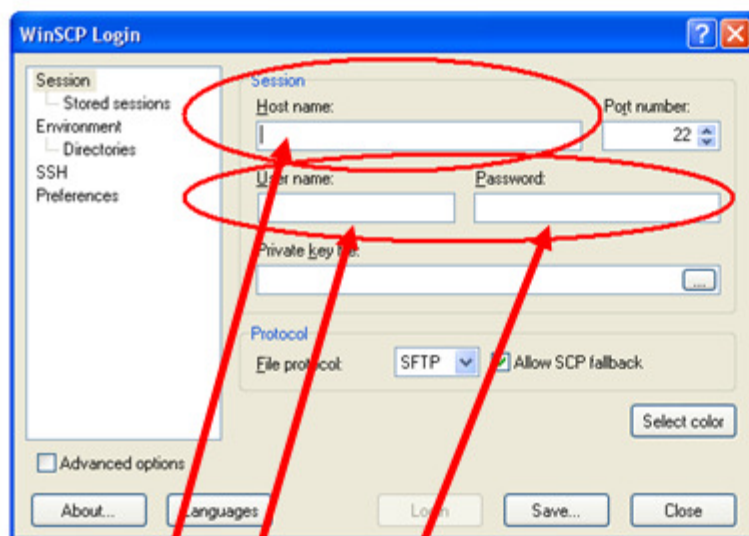 WinSCP Login
Session
Stored sessions
Environment
Directories
SSH
Preferences
Session
Host name:
Port number:
22
User name:
Password:
Private key file:
...
Protocol
File protocol:
SFTP
Allow SCP fallback
Select color
Advanced options
About...
Languages
Login
Save...
Close